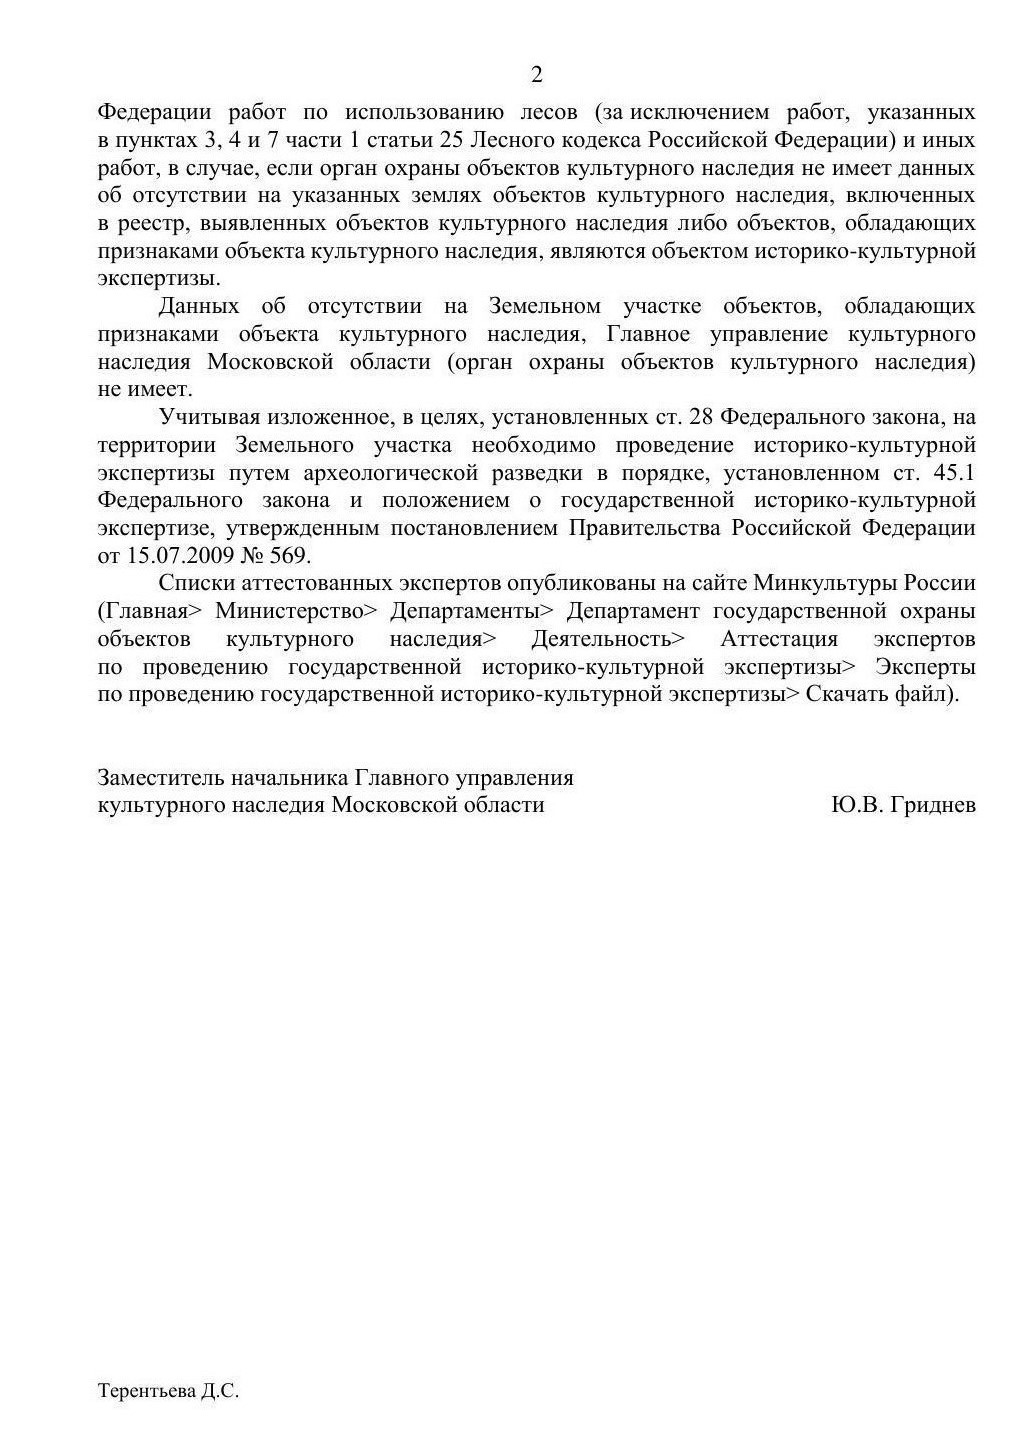 2
Федерации работ по использованию лесов (за исключением работ, указанных
в пунктах 3, 4 и 7 части 1 статьи 25 Лесного кодекса Российской Федерации) и иных
работ, в случае, если орган охраны объектов культурного наследия не имеет данных
об отсутствии на указанных землях объектов культурного наследия, включенных
в реестр, выявленных объектов культурного наследия либо объектов, обладающих
признаками объекта культурного наследия, являются объектом историко-культурной
экспертизы.
Данных об отсутствии на Земельном участке объектов, обладающих
признаками объекта культурного наследия, Главное управление культурного
наследия Московской области (орган охраны объектов культурного наследия)
не имеет.
Учитывая изложенное, в целях, установленных ст. 28 Федерального закона, на
территории Земельного участка необходимо проведение историко-культурной
экспертизы путем археологической разведки в порядке, установленном ст. 45.1
Федерального закона и положением о государственной историко-культурной
экспертизе, утвержденным постановлением Правительства Российской Федерации
от 15.07.2009 № 569.
Списки аттестованных экспертов опубликованы на сайте Минкультуры России
(Главная> Министерство> Департаменты> Департамент государственной охраны
объектов культурного наследия> Деятельность> Аттестация экспертов
по проведению государственной историко-культурной экспертизы> Эксперты
по проведению государственной историко-культурной экспертизы> Скачать файл).
Заместитель начальника Главного управления
культурного наследия Московской области Ю.В. Гриднев
Терентьева Д.С.